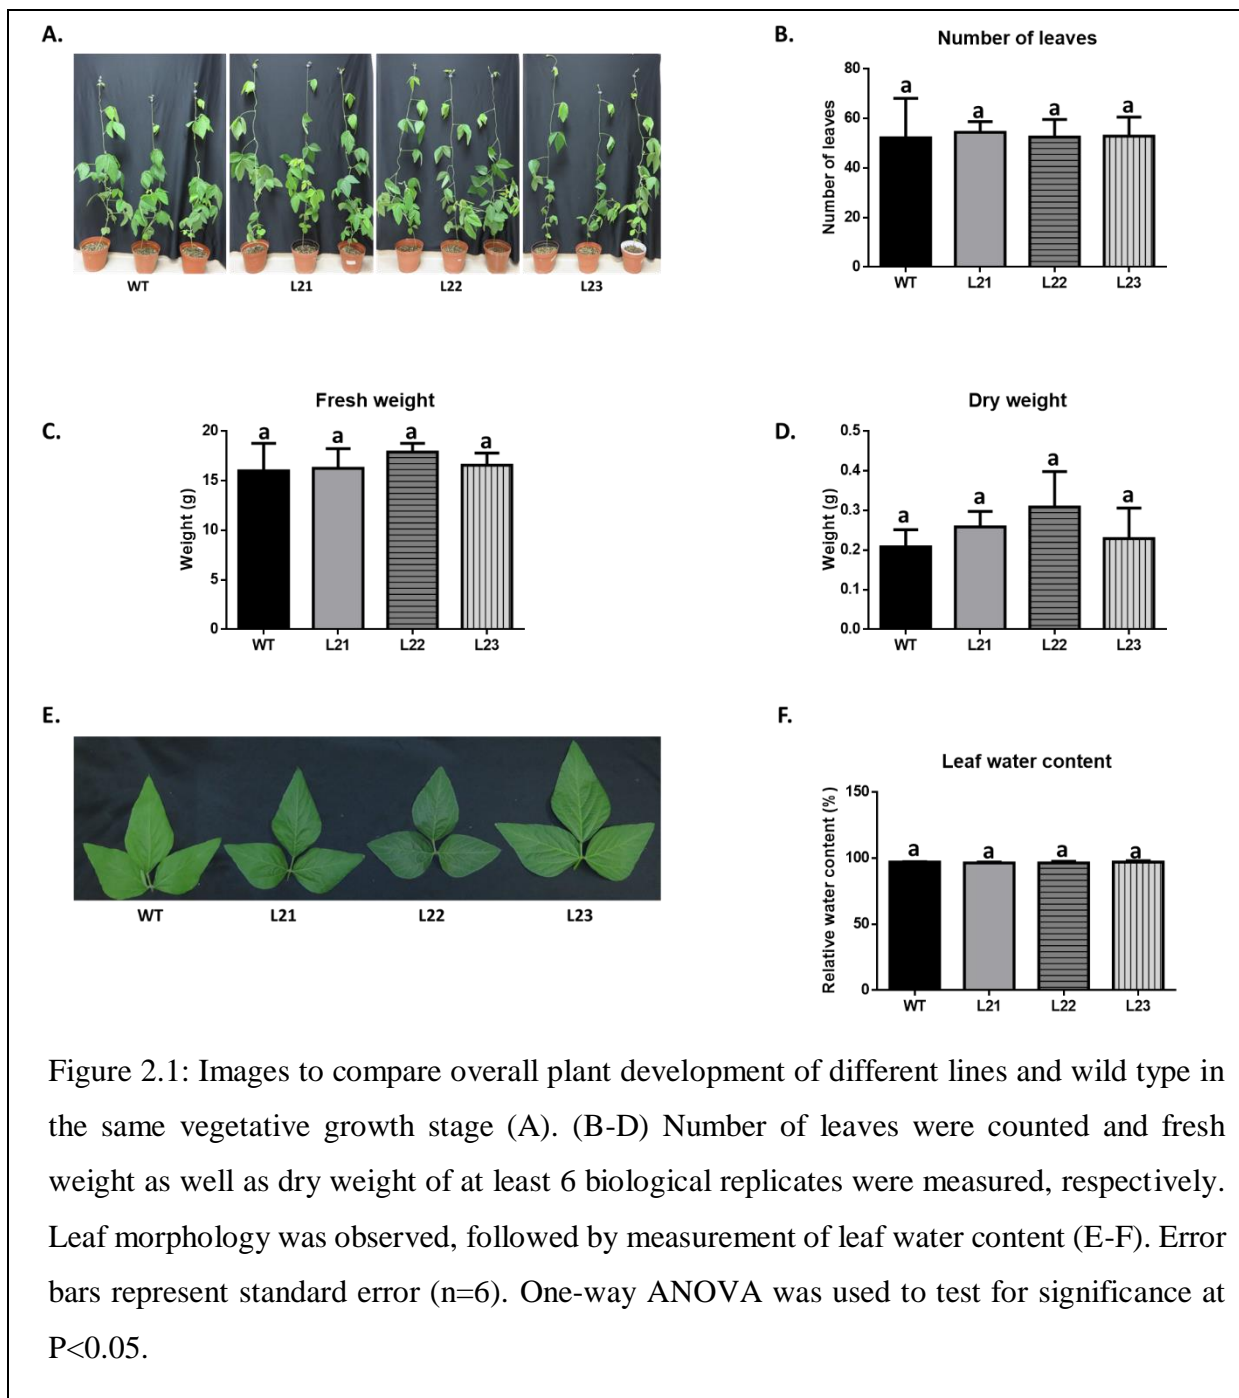 A.
WT
L21
L22
L23
B.
Number of leaves
Number of leaves
80
60
40
20
0
a
a
a
a
WT
L21
L22
L23
C.
Fresh weight
Weight (g)
20
15
10
5
0
a
a
a
a
WT
L21
L22
L23
D.
Dry weight
Weight (g)
0.5
0.4
0.3
0.2
0.1
0.0
a
a
a
a
WT
L21
L22
L23
E.
WT
L21
L22
L23
F.
Leaf water content
Relative water content (%)
150
100
50
0
a
a
a
a
WT
L21
L22
L23
Figure 2.1: Images to compare overall plant development of different lines and wild type in
the same vegetative growth stage (A). (B-D) Number of leaves were counted and fresh
weight as well as dry weight of at least 6 biological replicates were measured, respectively.
Leaf morphology was observed, followed by measurement of leaf water content (E-F). Error
bars represent standard error (n=6). One-way ANOVA was used to test for significance at
P<0.05.